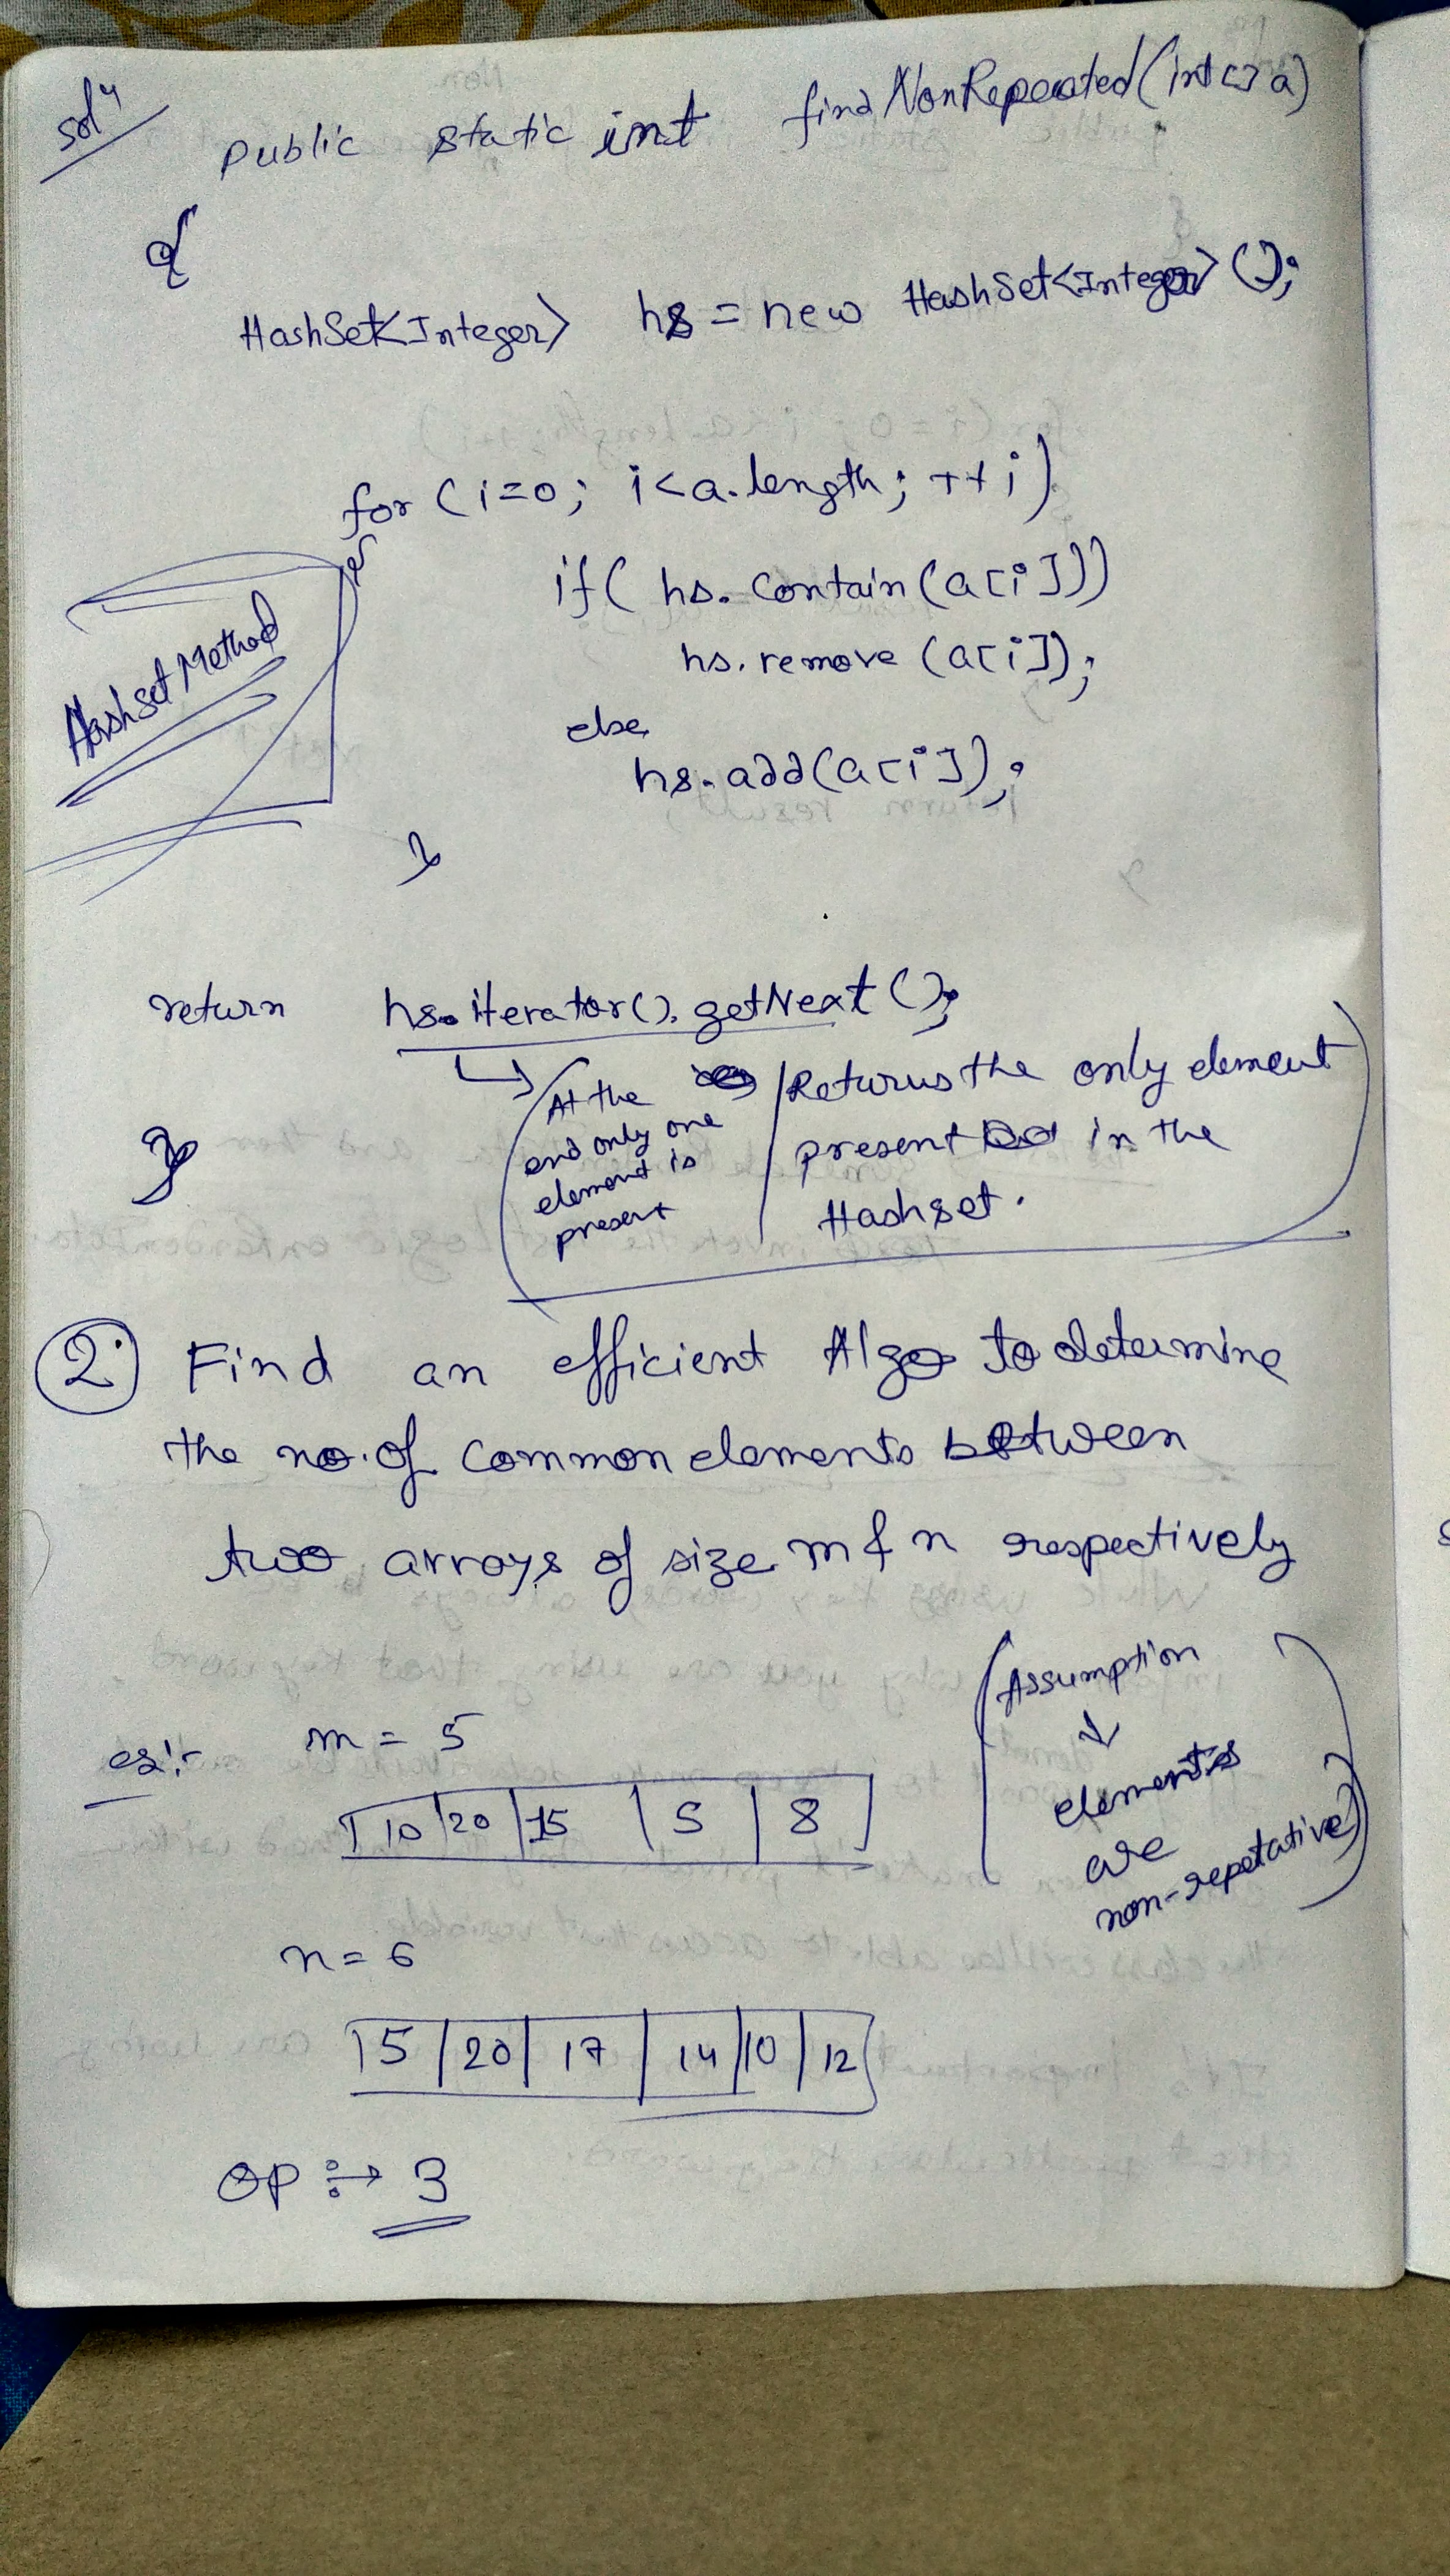 Solⁿ
public static int findNonRepeated(int[] a)
{
HashSet<Integer> hs = new HashSet<Integer>();
for (i=0; i<a.length; ++i)
{
if( hs. contain (a[i]))
hs. remove (a[i]);
else
hs. add(a[i]);
}
Hashset Method
return hs.iterator(). getNext();
At the
end only one
element is
present
Returns the only element
present in the
Hashset.
}
2. Find an efficient Algo to determine
the no. of common elements between
two arrays of size m & n respectively
(Assumption
↓
elements
are
non-repetative)
ex:- m = 5
10 | 20 | 15 | 5 | 8
n = 6
15 | 20 | 17 | 14 | 10 | 12
OP :→ 3